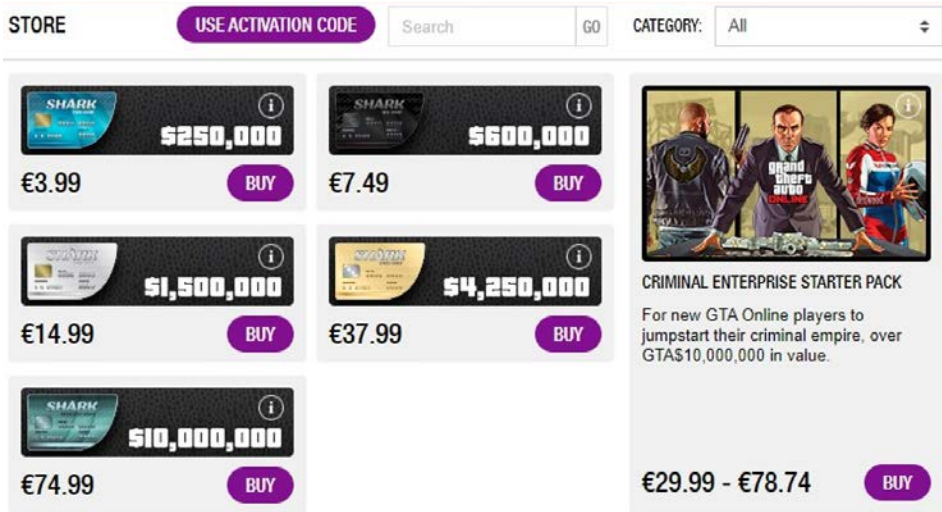 STORE
USE ACTIVATION CODE
Search
GO
CATEGORY:
All
SHARK
$250,000
€3.99
BUY
SHARK
$600,000
€7.49
BUY
SHARK
$1,500,000
€14.99
BUY
SHARK
$4,250,000
€37.99
BUY
SHARK
$10,000,000
€74.99
BUY
grand
theft
auto
ONLINE
CRIMINAL ENTERPRISE STARTER PACK
For new GTA Online players to
jumpstart their criminal empire, over
GTA$10,000,000 in value.
€29.99 - €78.74
BUY